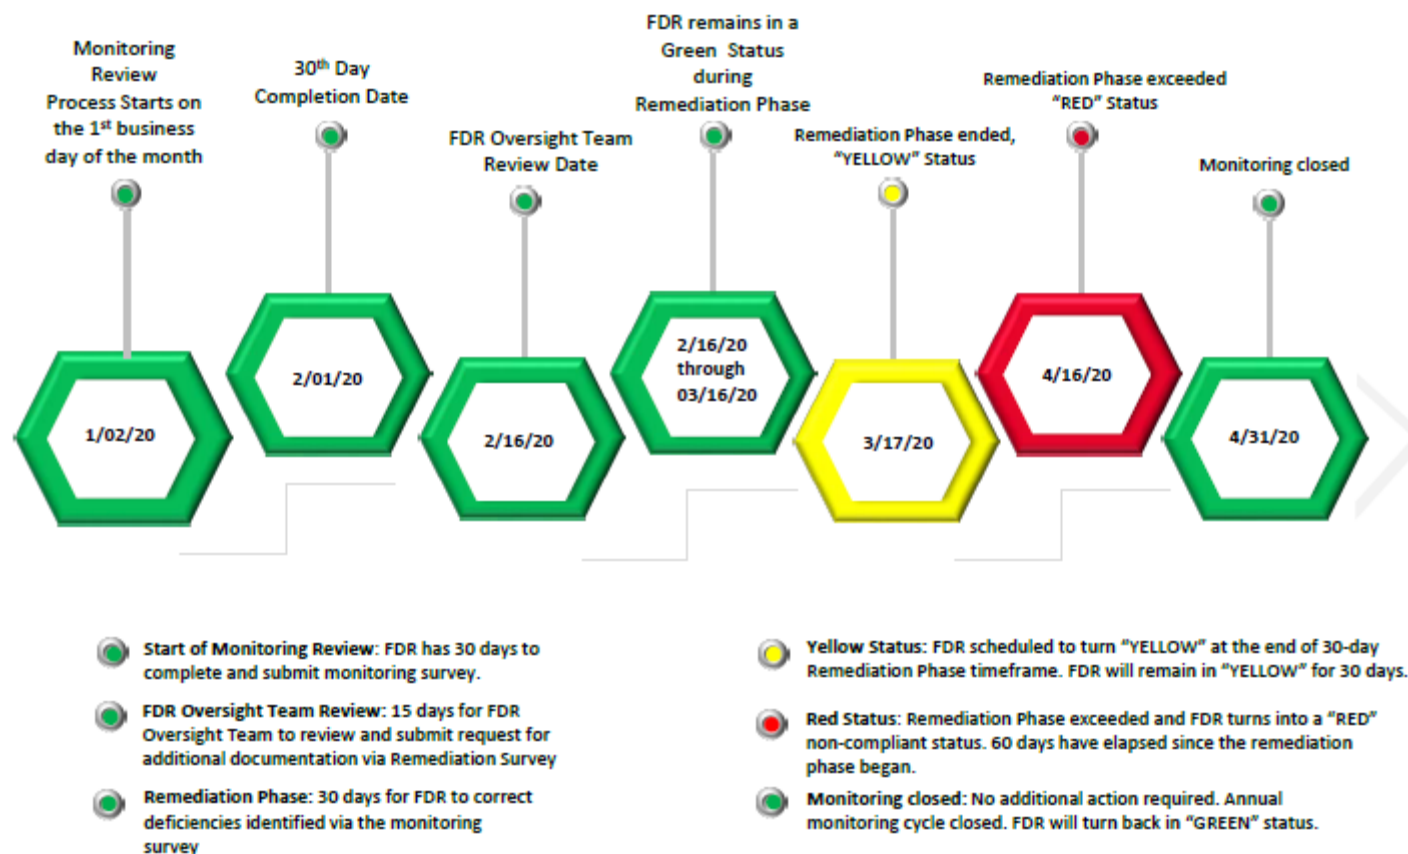 Monitoring
Review
Process Starts on
the 1st business
day of the month
30th Day
Completion Date
FDR Oversight Team
Review Date
FDR remains in a
Green Status
during
Remediation Phase
Remediation Phase ended,
“YELLOW” Status
Remediation Phase exceeded
“RED” Status
Monitoring closed
1/02/20
2/01/20
2/16/20
2/16/20
through
03/16/20
3/17/20
4/16/20
4/31/20
Start of Monitoring Review: FDR has 30 days to
complete and submit monitoring survey.
FDR Oversight Team Review: 15 days for FDR
Oversight Team to review and submit request for
additional documentation via Remediation Survey
Remediation Phase: 30 days for FDR to correct
deficiencies identified via the monitoring
survey
Yellow Status: FDR scheduled to turn “YELLOW” at the end of 30-day
Remediation Phase timeframe. FDR will remain in “YELLOW” for 30 days.
Red Status: Remediation Phase exceeded and FDR turns into a “RED”
non-compliant status. 60 days have elapsed since the remediation
phase began.
Monitoring closed: No additional action required. Annual
monitoring cycle closed. FDR will turn back in “GREEN” status.